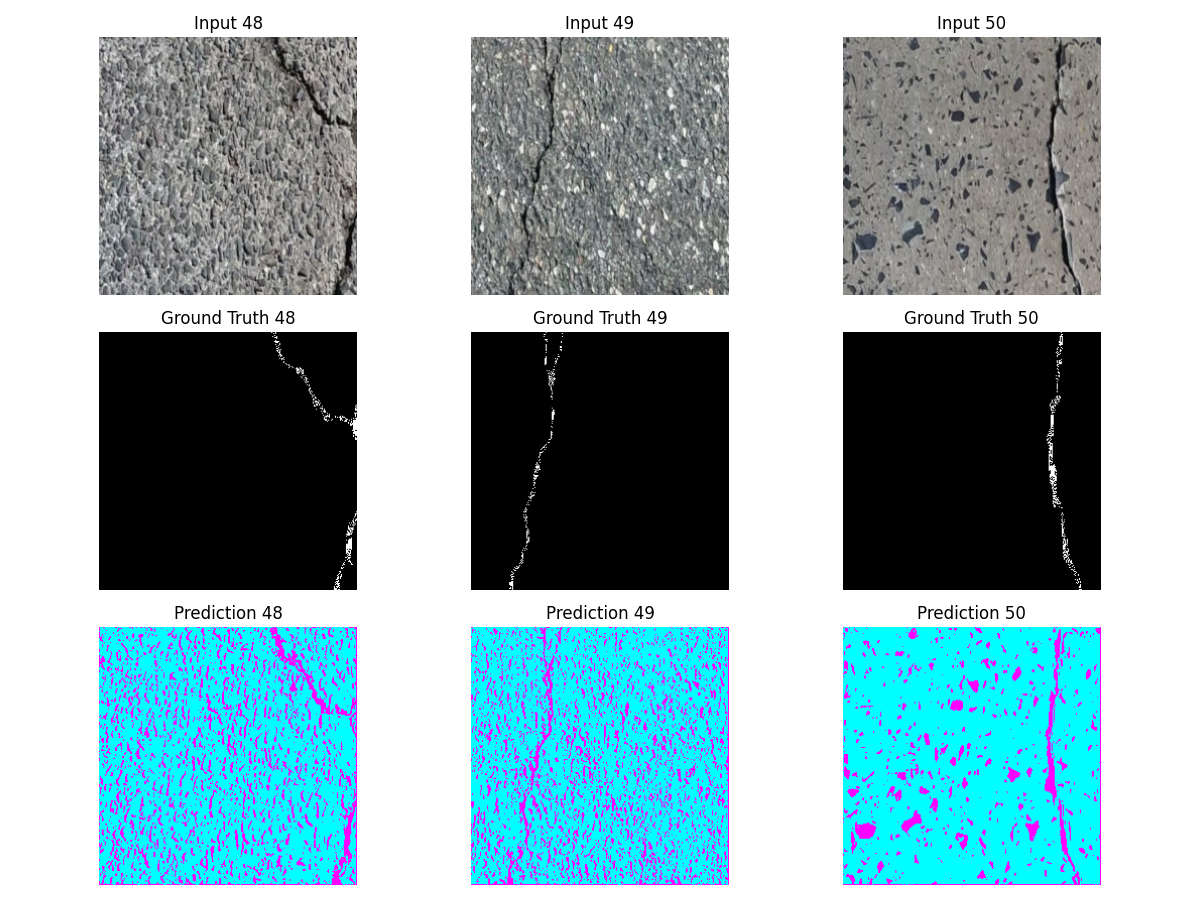 Input 48
Input 49
Input 50
Ground Truth 48
Ground Truth 49
Ground Truth 50
Prediction 48
Prediction 49
Prediction 50